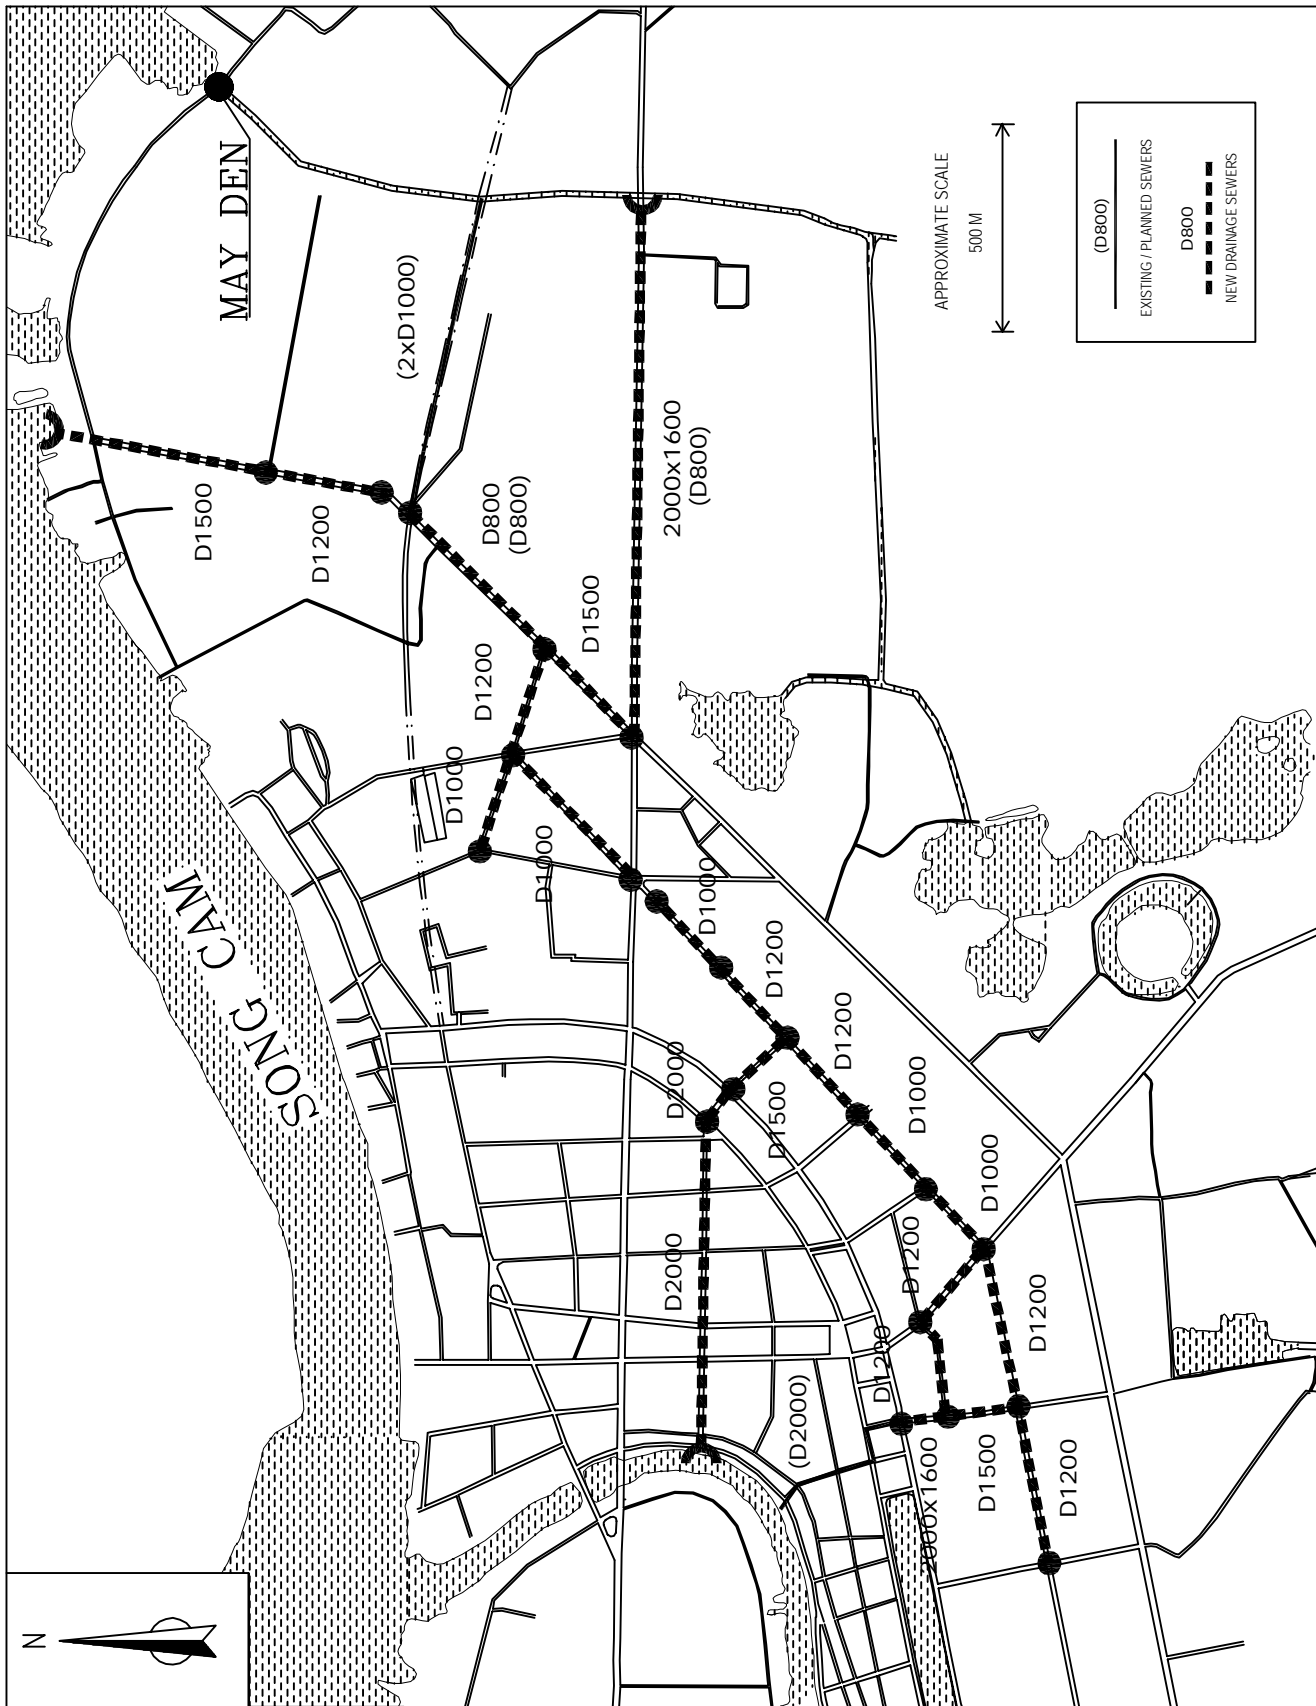 N
SONG CAM
MAY DEN
D1500
D1200
(2xD1000)
D800
(D800)
D1500
D1200
D1000
D1000
2000x1600
(D800)
D1000
D1200
D1200
D1000
D1000
D2000
D1500
D2000
D1200
D1200
D1200
(D2000)
2000x1600
D1500
D1200
APPROXIMATE SCALE
500 M
(D800)
EXISTING / PLANNED SEWERS
D800
NEW DRAINAGE SEWERS